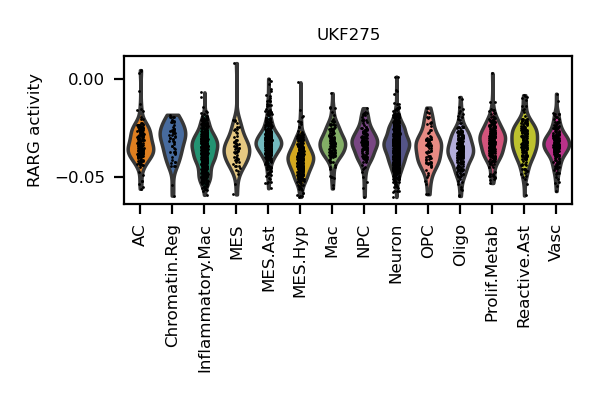 UKF275
RARG activity
0.00
−0.05
AC
Chromatin.Reg
Inflammatory.Mac
MES
MES.Ast
MES.Hyp
Mac
NPC
Neuron
OPC
Oligo
Prolif.Metab
Reactive.Ast
Vasc